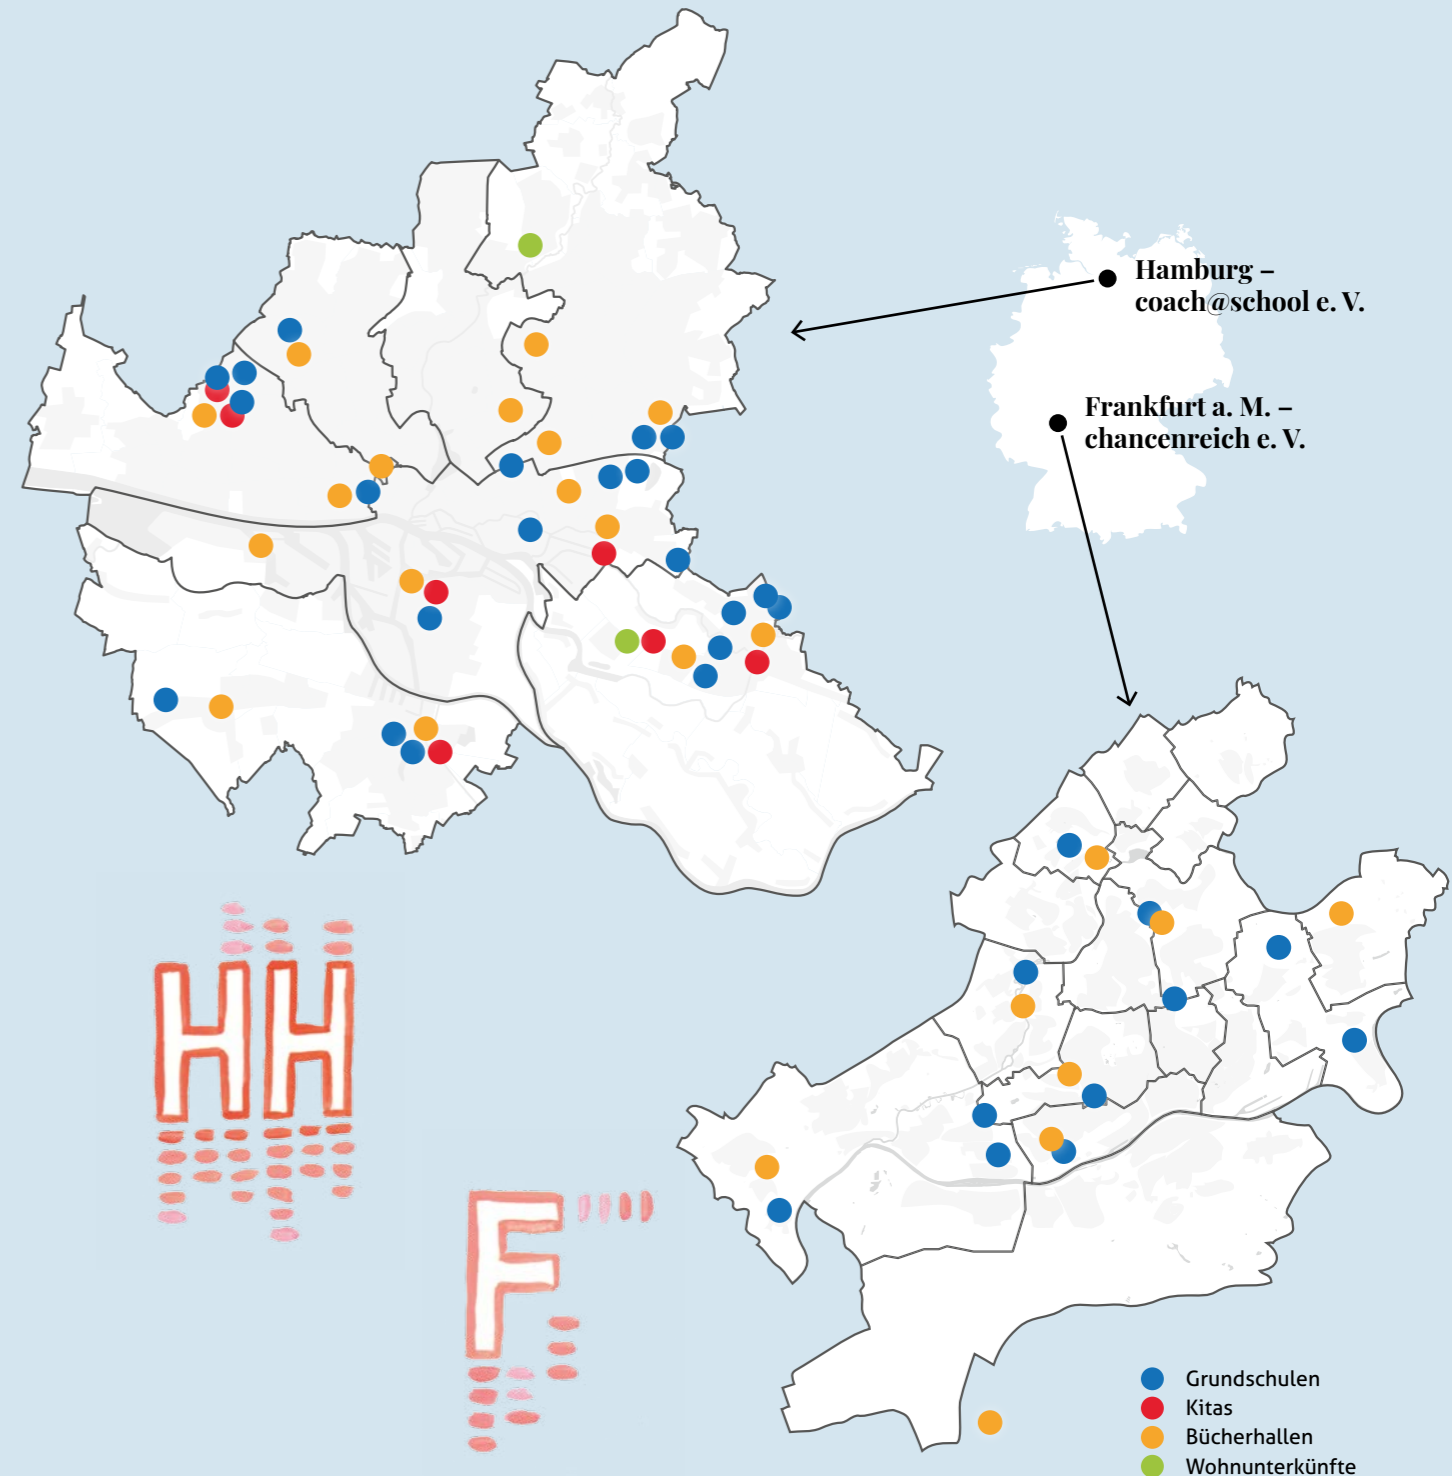 Hamburg –
coach@school e. V.
Frankfurt a. M. –
chancenreich e. V.
HH
F
Grundschulen
Kitas
Bücherhallen
Wohnunterkünfte